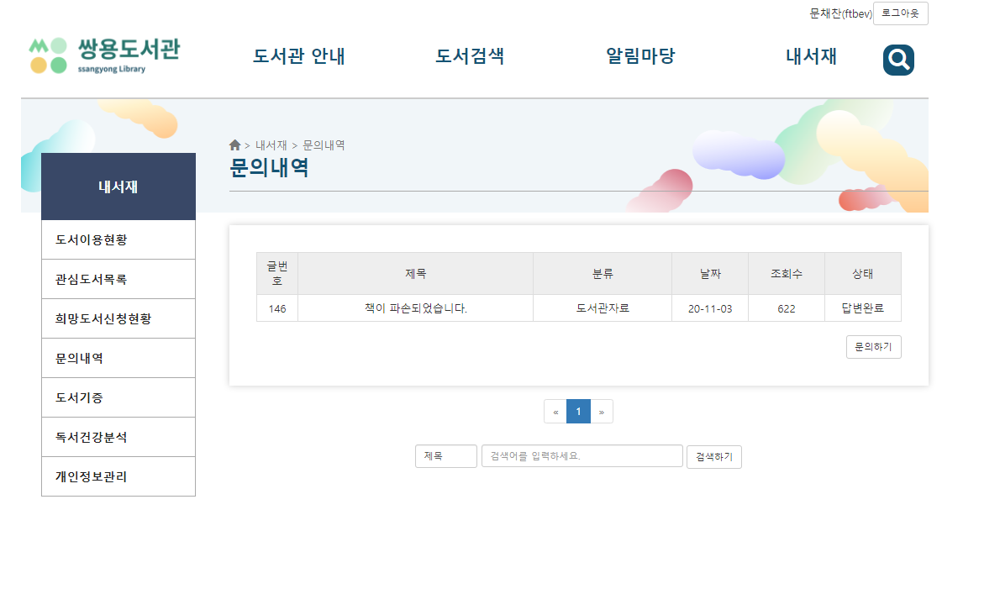 문채찬(ftbev) 로그아웃
쌍용도서관
ssangyong Library
도서관 안내 도서검색 알림마당 내서재
> 내서재 > 문의내역
문의내역
내서재
도서이용현황
관심도서목록
희망도서신청현황
문의내역
도서기증
독서건강분석
개인정보관리
글번호 제목 분류 날짜 조회수 상태
146 책이 파손되었습니다. 도서관자료 20-11-03 622 답변완료
문의하기
« 1 »
제목 검색어를 입력하세요. 검색하기